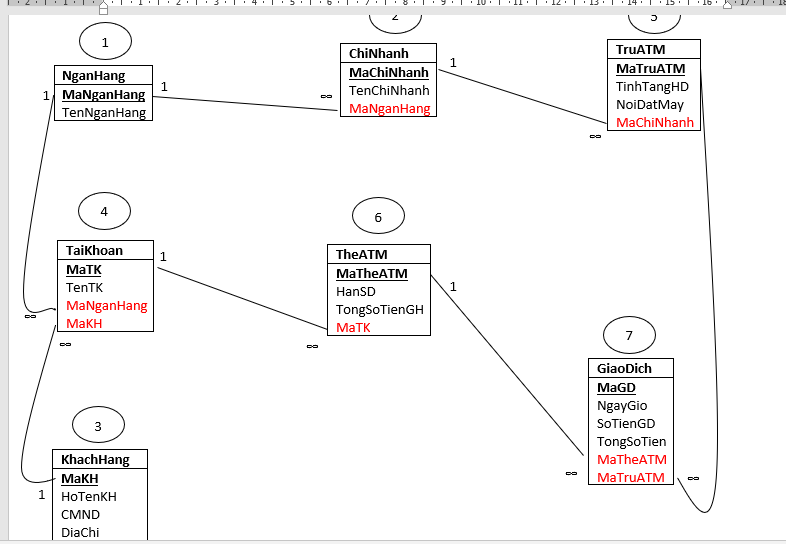 1
NganHang
MaNganHang
TenNganHang
1
1
∞
2
ChiNhanh
MaChiNhanh
TenChiNhanh
MaNganHang
1
∞
5
TruATM
MaTruATM
TinhTangHD
NoiDatMay
MaChiNhanh
4
TaiKhoan
MaTK
TenTK
MaNganHang
MaKH
1
∞
∞
6
TheATM
MaTheATM
HanSD
TongSoTienGH
MaTK
1
∞
7
GiaoDich
MaGD
NgayGio
SoTienGD
TongSoTien
MaTheATM
MaTruATM
∞
∞
3
KhachHang
MaKH
HoTenKH
CMND
DiaChi
1